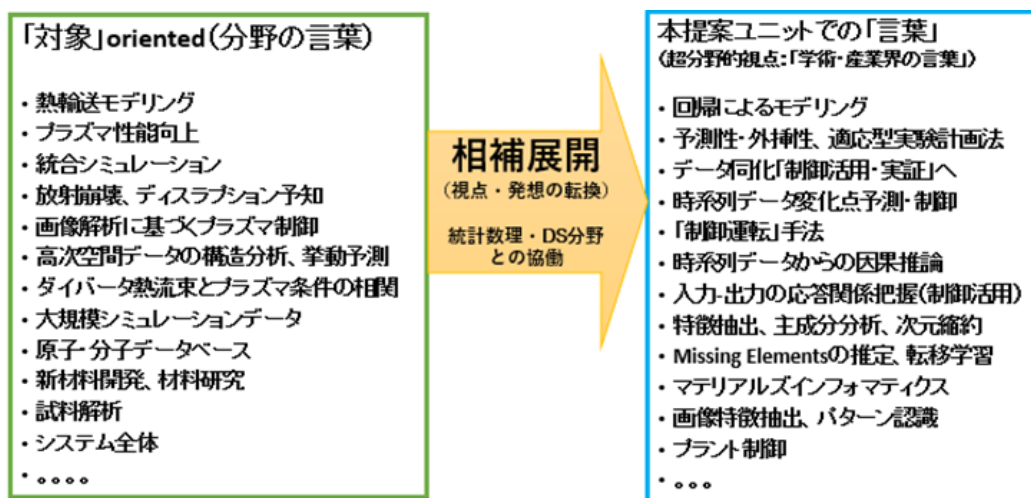 「対象」oriented(分野の言葉)
・熱輸送モデリング
・プラズマ性能向上
・統合シミュレーション
・放射崩壊、ディスラプション予知
・画像解析に基づくプラズマ制御
・高次空間データの構造分析、挙動予測
・ダイバータ熱流束とプラズマ条件の相関
・大規模シミュレーションデータ
・原子・分子データベース
・新材料開発、材料研究
・試料解析
・システム全体
・。。。。
相補展開
(視点・発想の転換)
統計数理・DS分野
との協働
本提案ユニットでの「言葉」
(超分野的視点:「学術・産業界の言葉」)
・回帰によるモデリング
・予測性・外挿性、適応型実験計画法
・データ同化「制御活用・実証」へ
・時系列データ変化点予測・制御
・「制御運転」手法
・時系列データからの因果推論
・入力-出力の応答関係把握(制御活用)
・特徴抽出、主成分分析、次元縮約
・Missing Elementsの推定、転移学習
・マテリアルズインフォマティクス
・画像特徴抽出、パターン認識
・プラント制御
・。。。